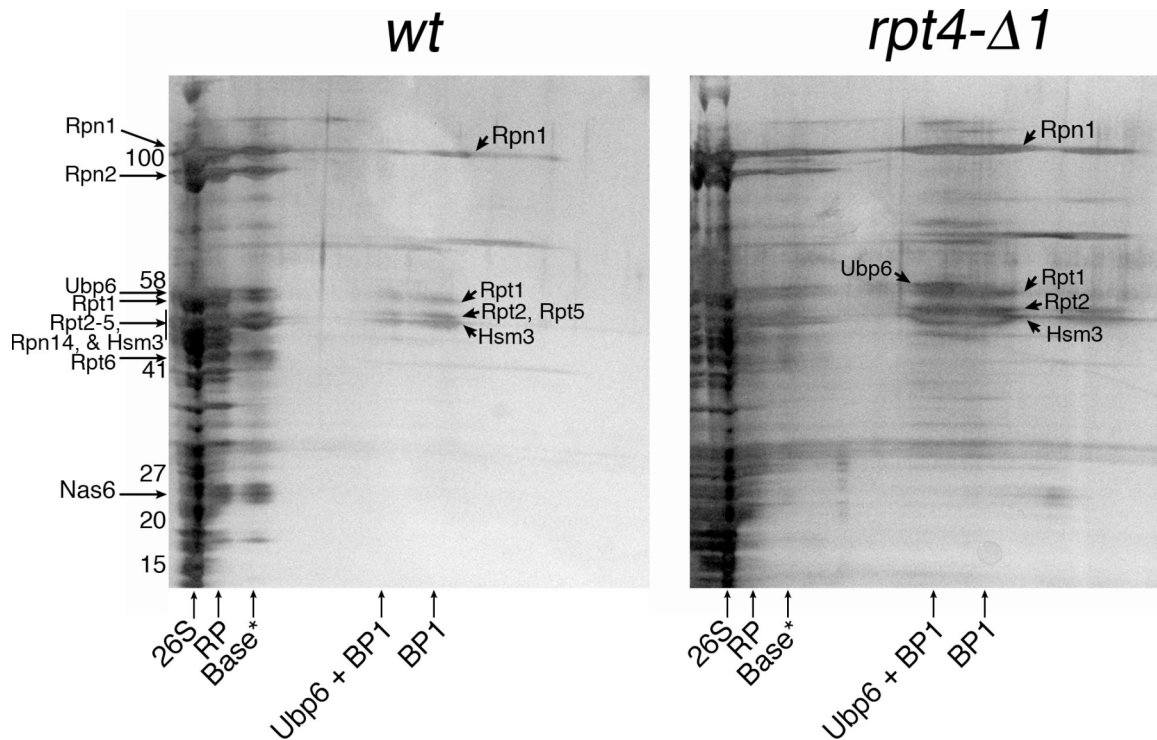 wt
rpt4-Δ1
Rpn1
100
Rpn2
58
Ubp6
Rpt1
Rpt2-5,
Rpn14, & Hsm3
Rpt6
41
27
Nas6
20
15
Rpn1
Rpt1
Rpt2, Rpt5
Hsm3
26S
RP
Base*
Ubp6 + BP1
BP1
Rpn1
Ubp6
Rpt1
Rpt2
Hsm3
26S
RP
Base*
Ubp6 + BP1
BP1